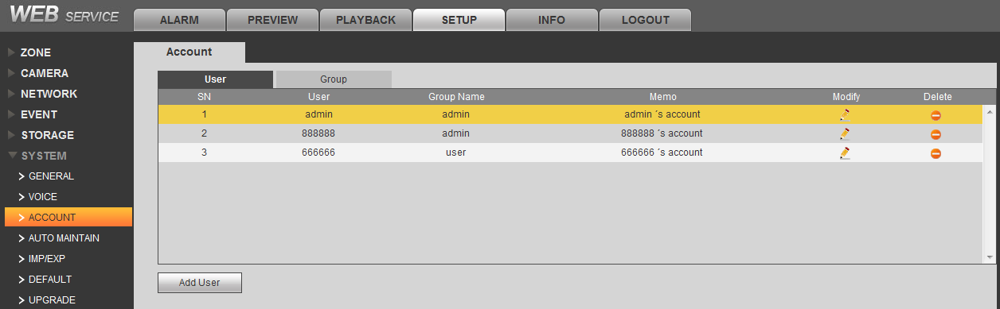 WEB SERVICE
ALARM PREVIEW PLAYBACK SETUP INFO LOGOUT
ZONE
CAMERA
NETWORK
EVENT
STORAGE
SYSTEM
GENERAL
VOICE
ACCOUNT
AUTO MAINTAIN
IMP/EXP
DEFAULT
UPGRADE
Account
User Group
SN User Group Name Memo Modify Delete
1 admin admin admin ´s account
2 888888 admin 888888 ´s account
3 666666 user 666666 ´s account
Add User